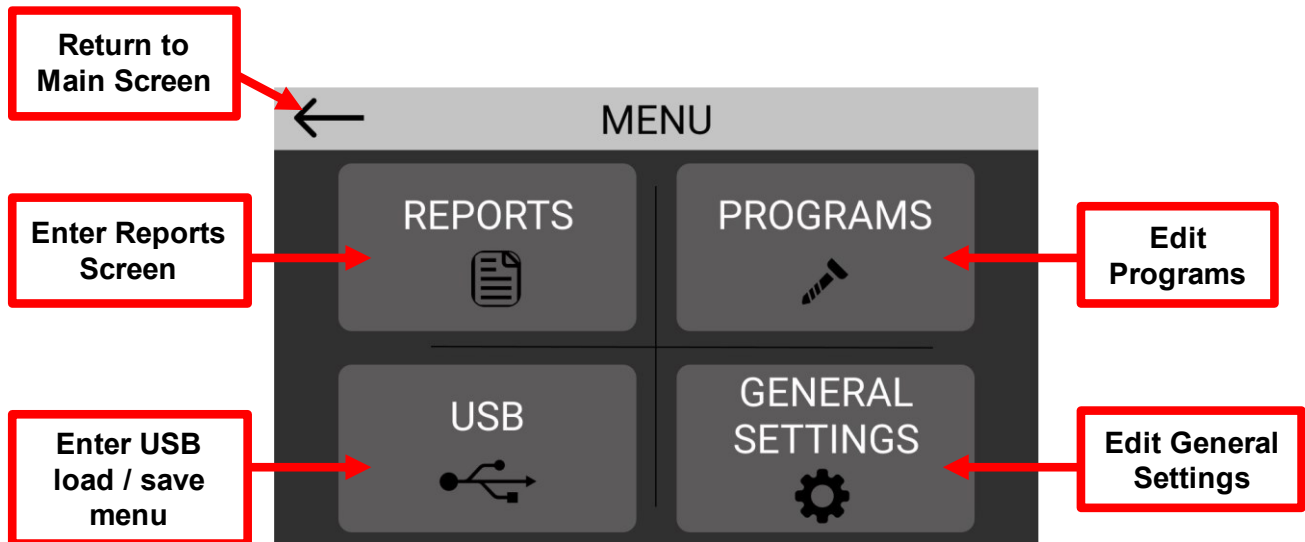 Return to
Main Screen
MENU
Enter Reports
Screen
REPORTS
PROGRAMS
Edit
Programs
Enter USB
load / save
menu
USB
GENERAL
SETTINGS
Edit General
Settings